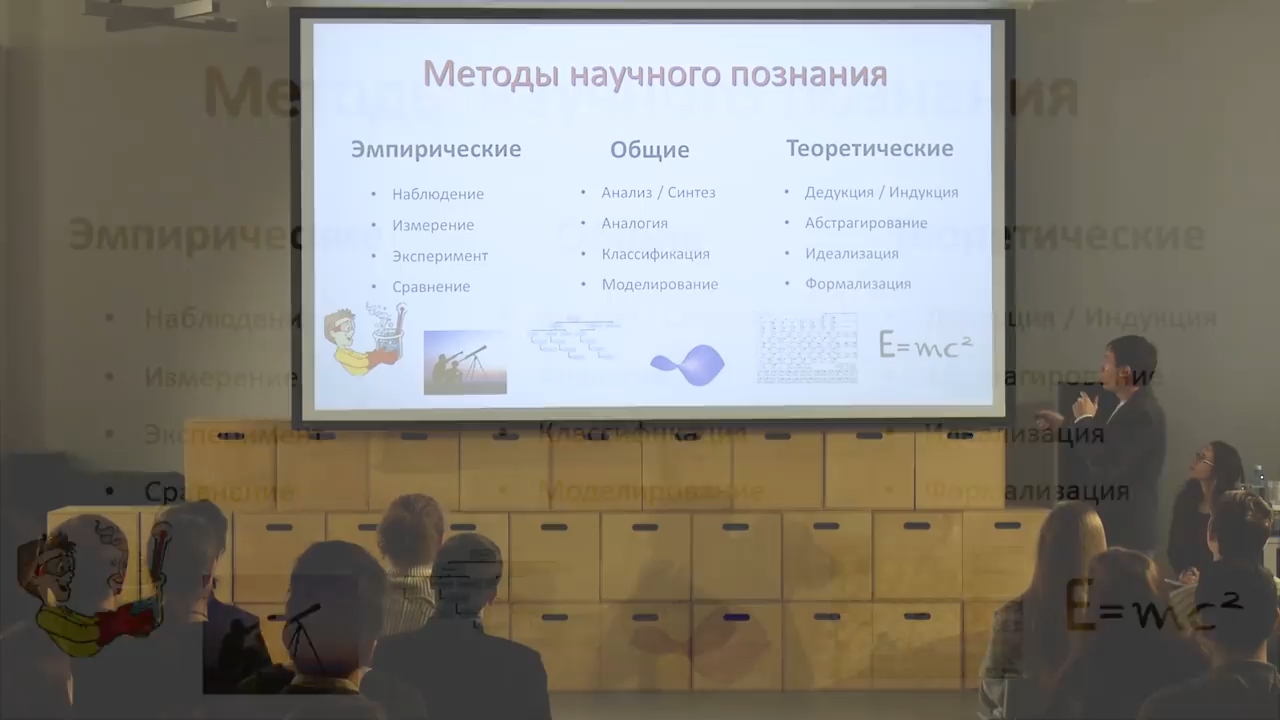 Методы научного познания
Эмпирические
• Наблюдение
• Измерение
• Эксперимент
• Сравнение
Общие
• Анализ / Синтез
• Аналогия
• Классификация
• Моделирование
Теоретические
• Дедукция / Индукция
• Абстрагирование
• Идеализация
• Формализация
E=mc²